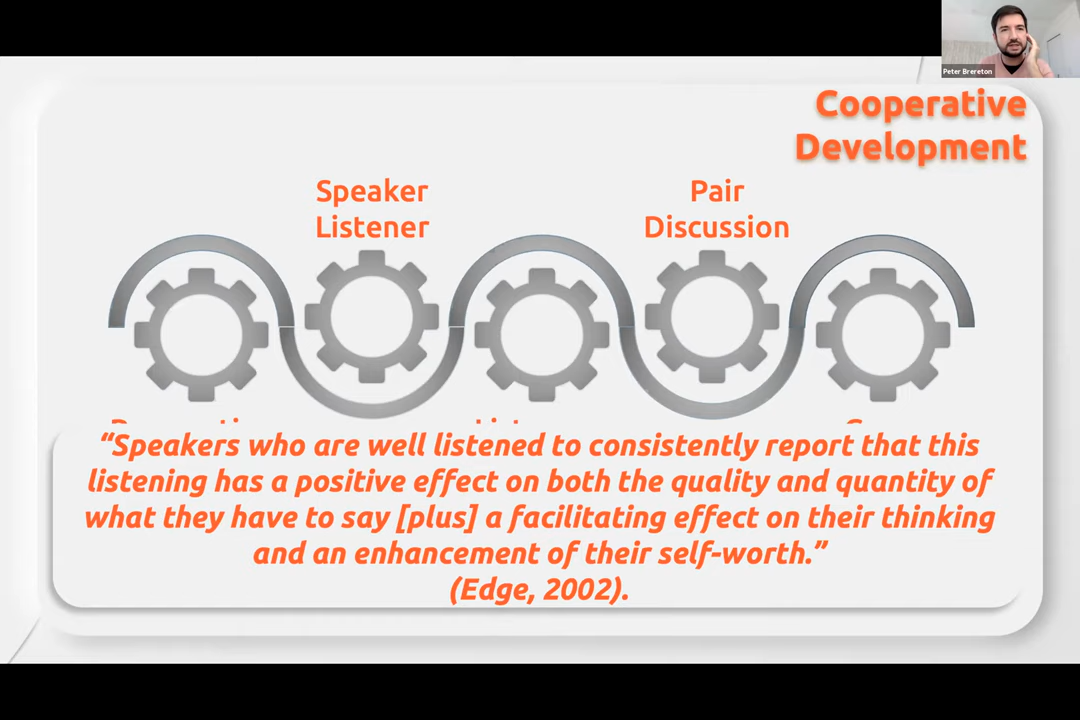 Peter Brereton
Cooperative
Development
Speaker
Listener
Pair
Discussion
“Speakers who are well listened to consistently report that this
listening has a positive effect on both the quality and quantity of
what they have to say [plus] a facilitating effect on their thinking
and an enhancement of their self-worth.”
(Edge, 2002).